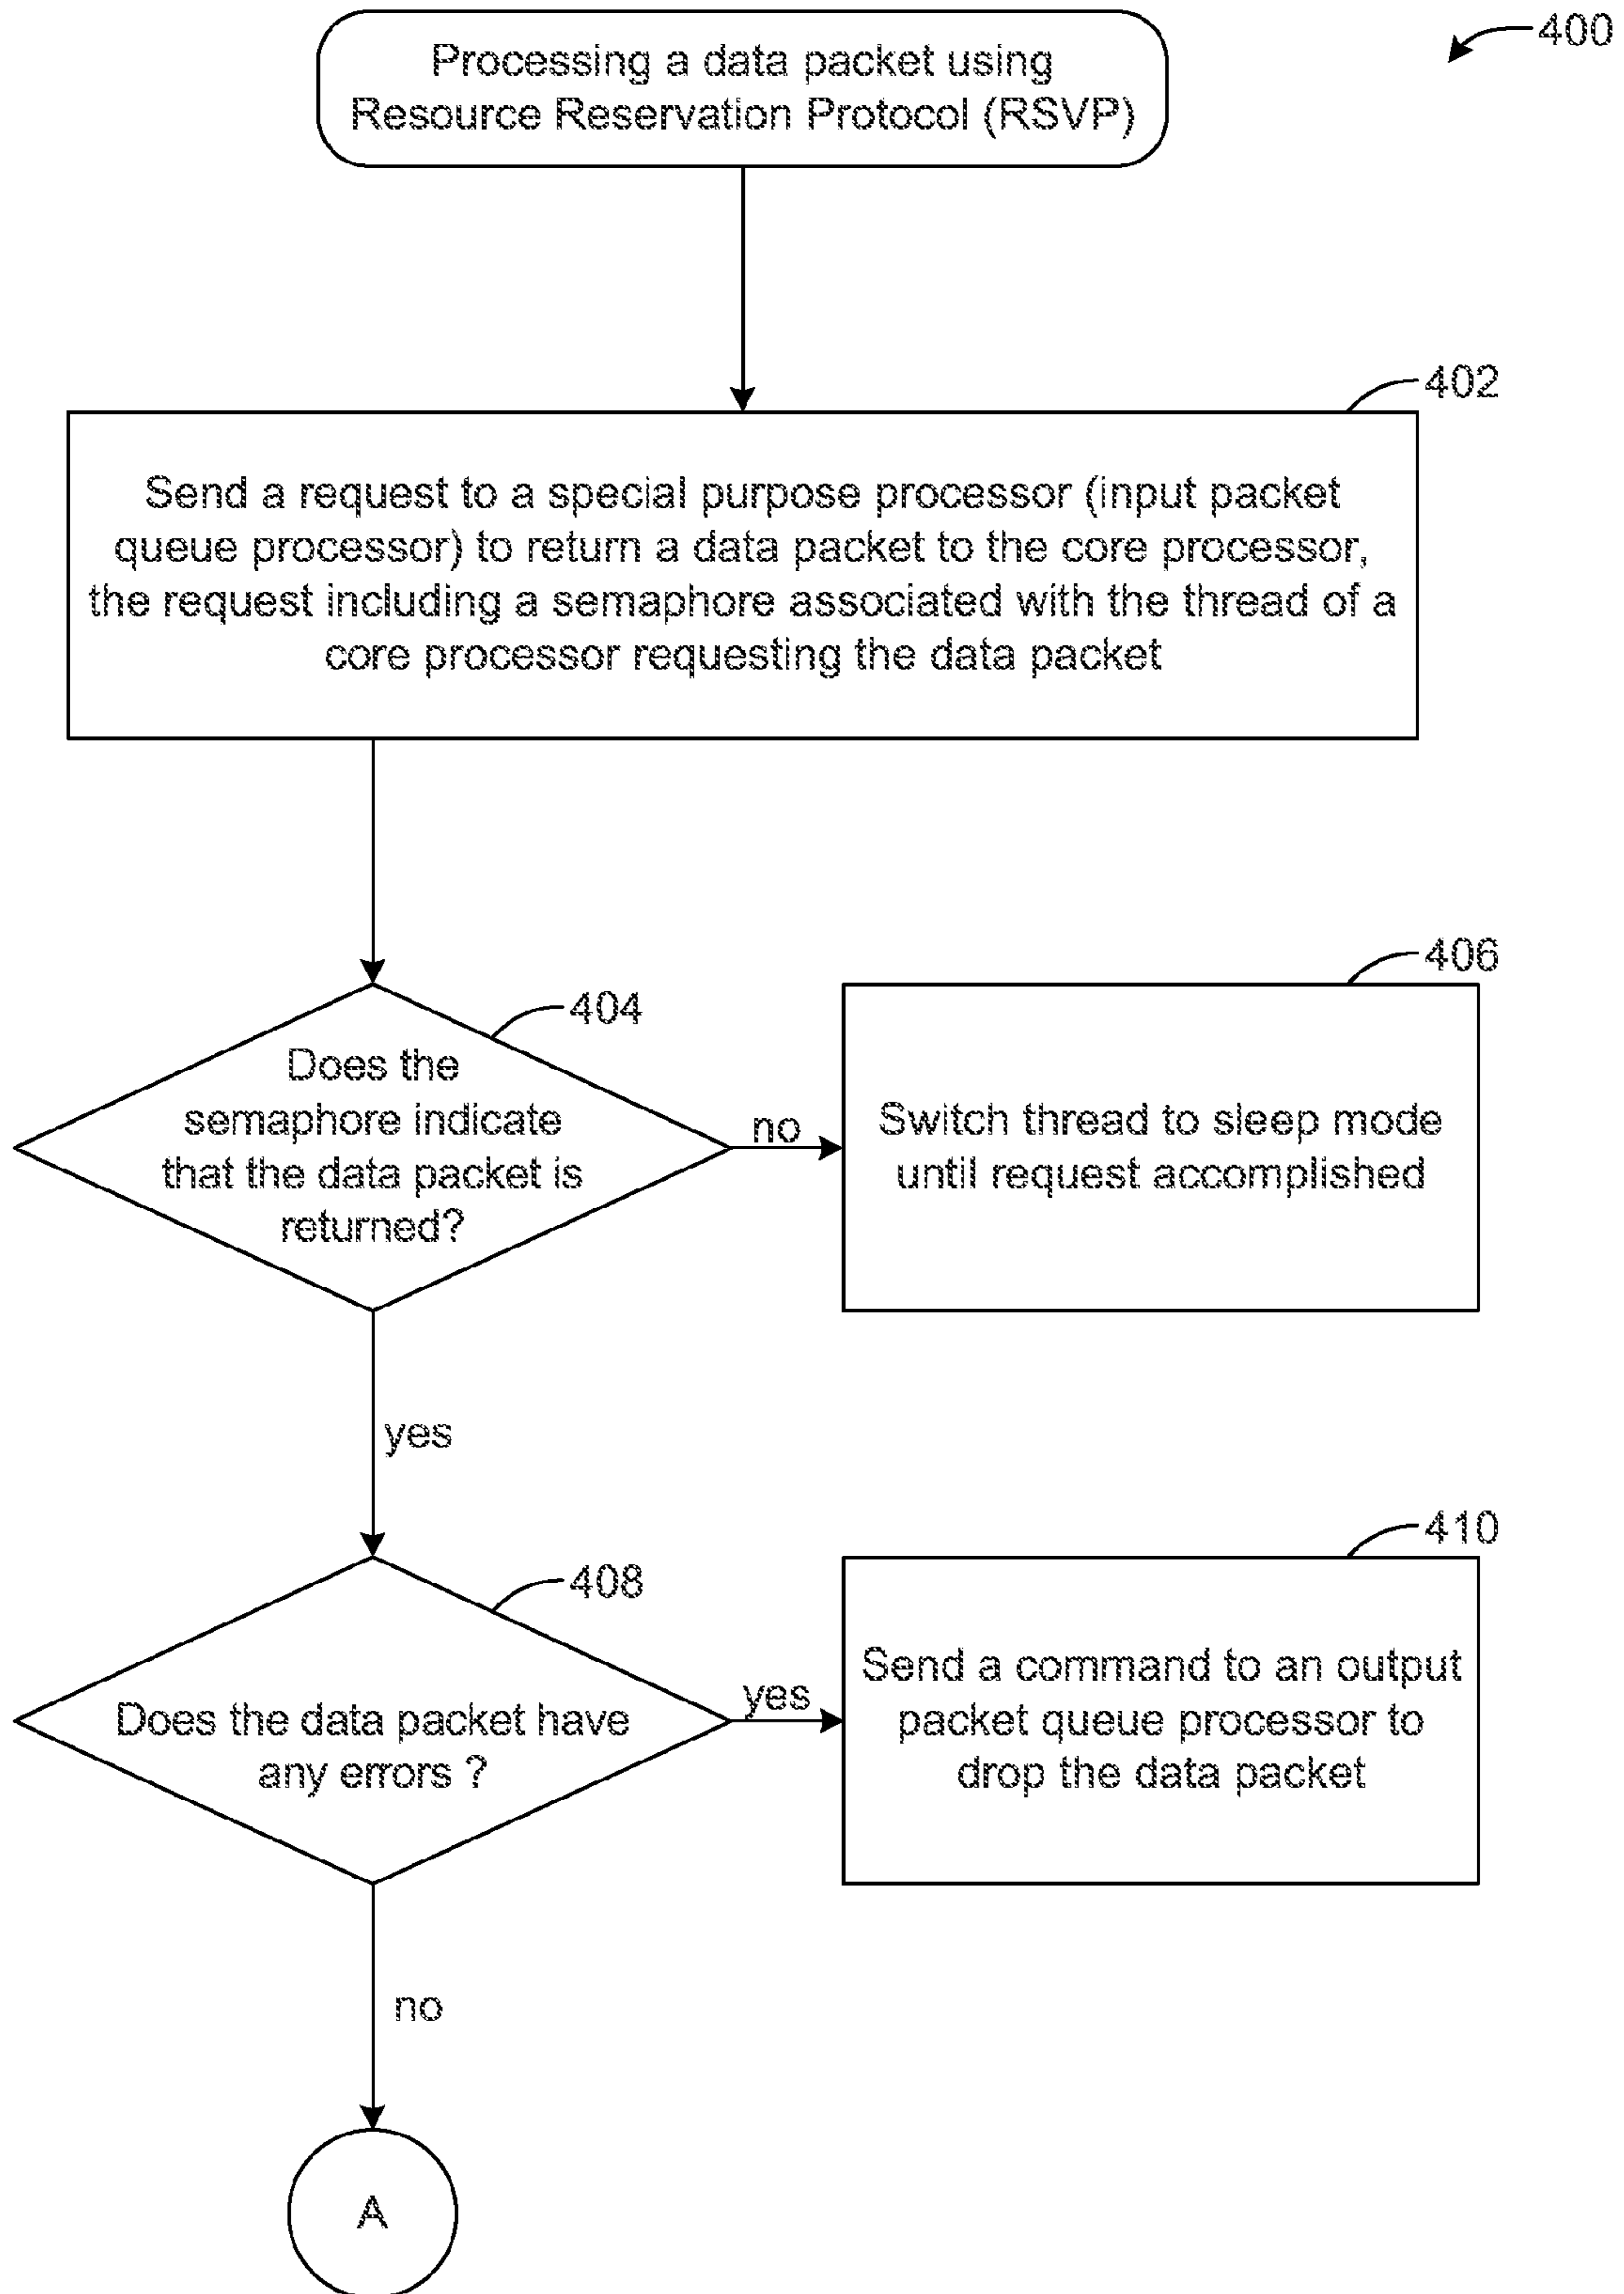 400
Processing a data packet using
Resource Reservation Protocol (RSVP)
402
Send a request to a special purpose processor (input packet
queue processor) to return a data packet to the core processor,
the request including a semaphore associated with the thread of a
core processor requesting the data packet
404
Does the
semaphore indicate
that the data packet is
returned?
no
406
Switch thread to sleep mode
until request accomplished
yes
408
Does the data packet have
any errors ?
yes
410
Send a command to an output
packet queue processor to
drop the data packet
no
A